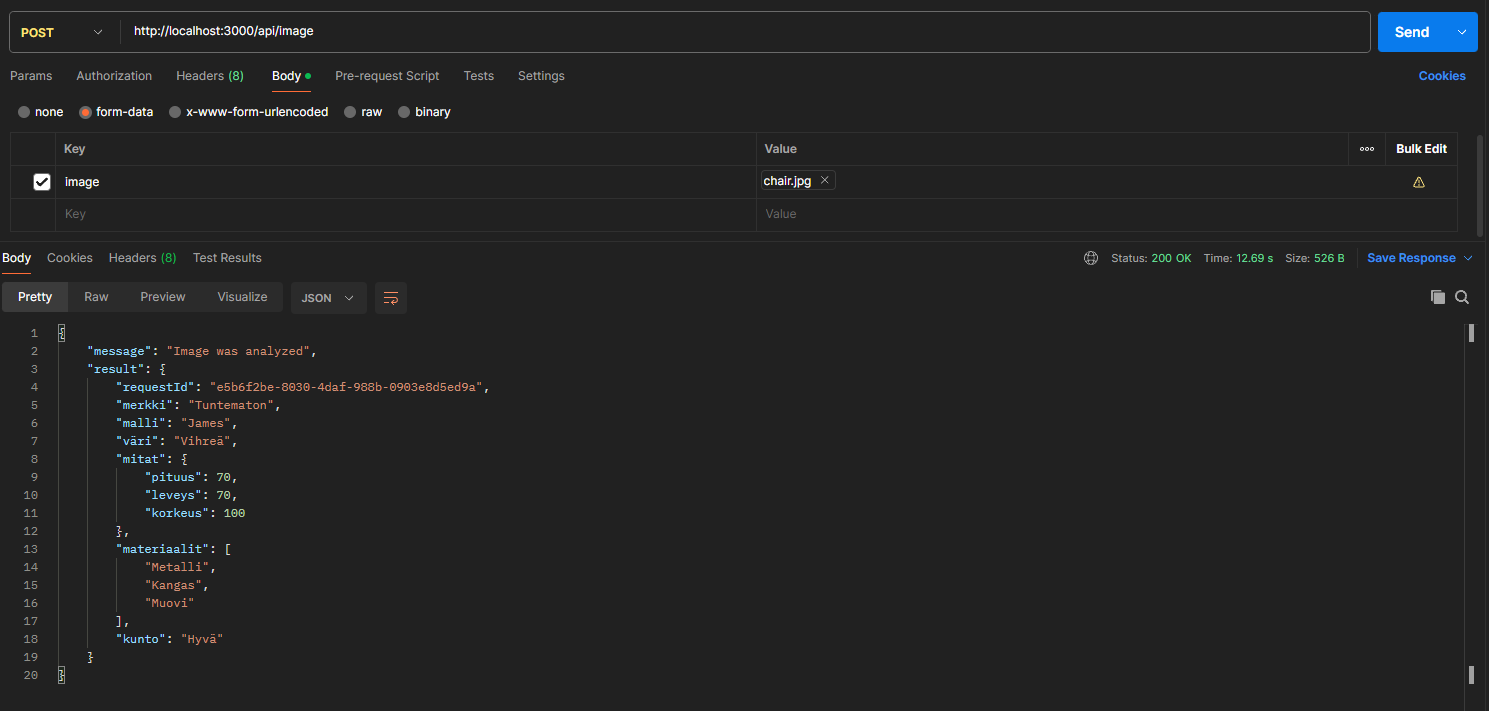 POST http://localhost:3000/api/image Send
Params Authorization Headers (8) Body Pre-request Script Tests Settings Cookies
none form-data x-www-form-urlencoded raw binary
Key Value Bulk Edit
image chair.jpg
Key Value
Body Cookies Headers (8) Test Results Status: 200 OK Time: 12.69 s Size: 526 B Save Response
Pretty Raw Preview Visualize JSON
1 {
2 "message": "Image was analyzed",
3 "result": {
4 "requestId": "e5b6f2be-8030-4daf-988b-0903e8d5ed9a",
5 "merkki": "Tuntematon",
6 "malli": "James",
7 "väri": "Vihreä",
8 "mitat": {
9 "pituus": 70,
10 "leveys": 70,
11 "korkeus": 100
12 },
13 "materiaalit": [
14 "Metalli",
15 "Kangas",
16 "Muovi"
17 ],
18 "kunto": "Hyvä"
19 }
20 }